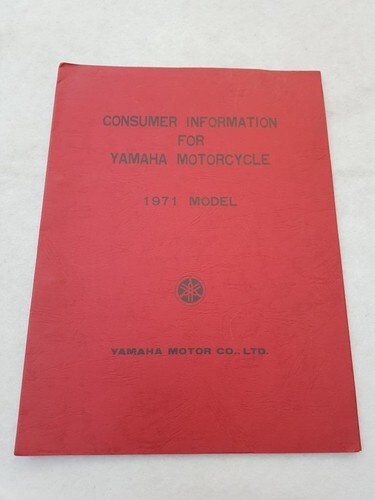 CONSUMER INFORMATION
FOR
YAMAHA MOTORCYCLE
1971 MODEL
YAMAHA MOTOR CO., LTD.